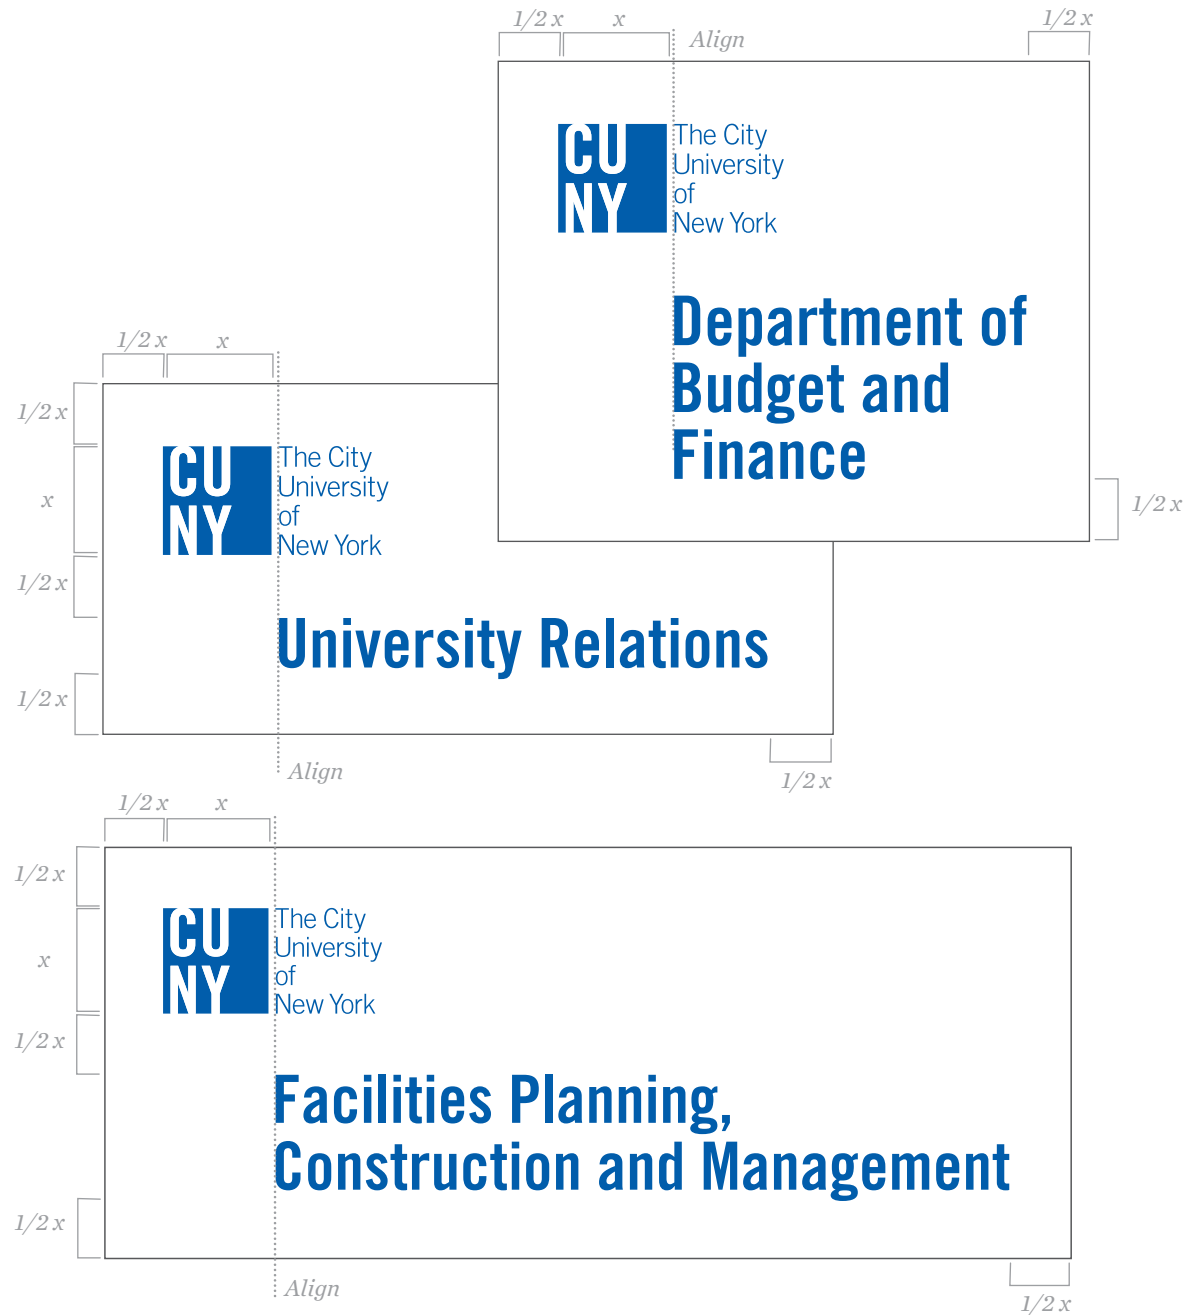 1/2 x x 1/2 x
Align
CU
NY
The City
University
of
New York
Department of
Budget and
Finance
1/2 x
1/2 x x
1/2 x
x
1/2 x
1/2 x
CU
NY
The City
University
of
New York
University Relations
Align
1/2 x
1/2 x x
1/2 x
x
1/2 x
1/2 x
CU
NY
The City
University
of
New York
Facilities Planning,
Construction and Management
Align
1/2 x